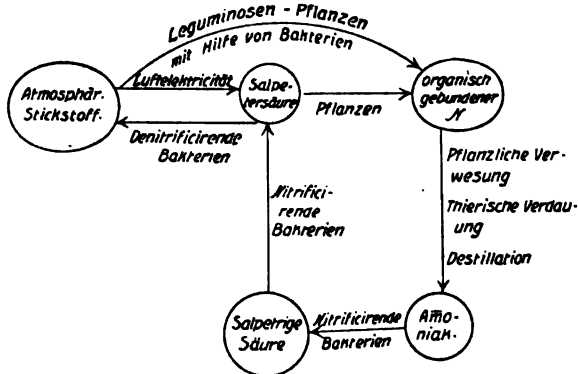 Leguminosen - Pflanzen
mit Hilfe von Bakterien
Atmosphär.
Stickstoff.
Luftelektricität
Salpe-
tersäure
Pflanzen
organisch
gebundener
N
Denitrificirende
Bakterien
Pflanzliche Ver-
wesung
Thierische Verdau-
ung
Destillation
Nitrifici-
rende
Bakterien
Salpetrige
Säure
Nitrificirende
Bakterien
Am̅o-
niak.